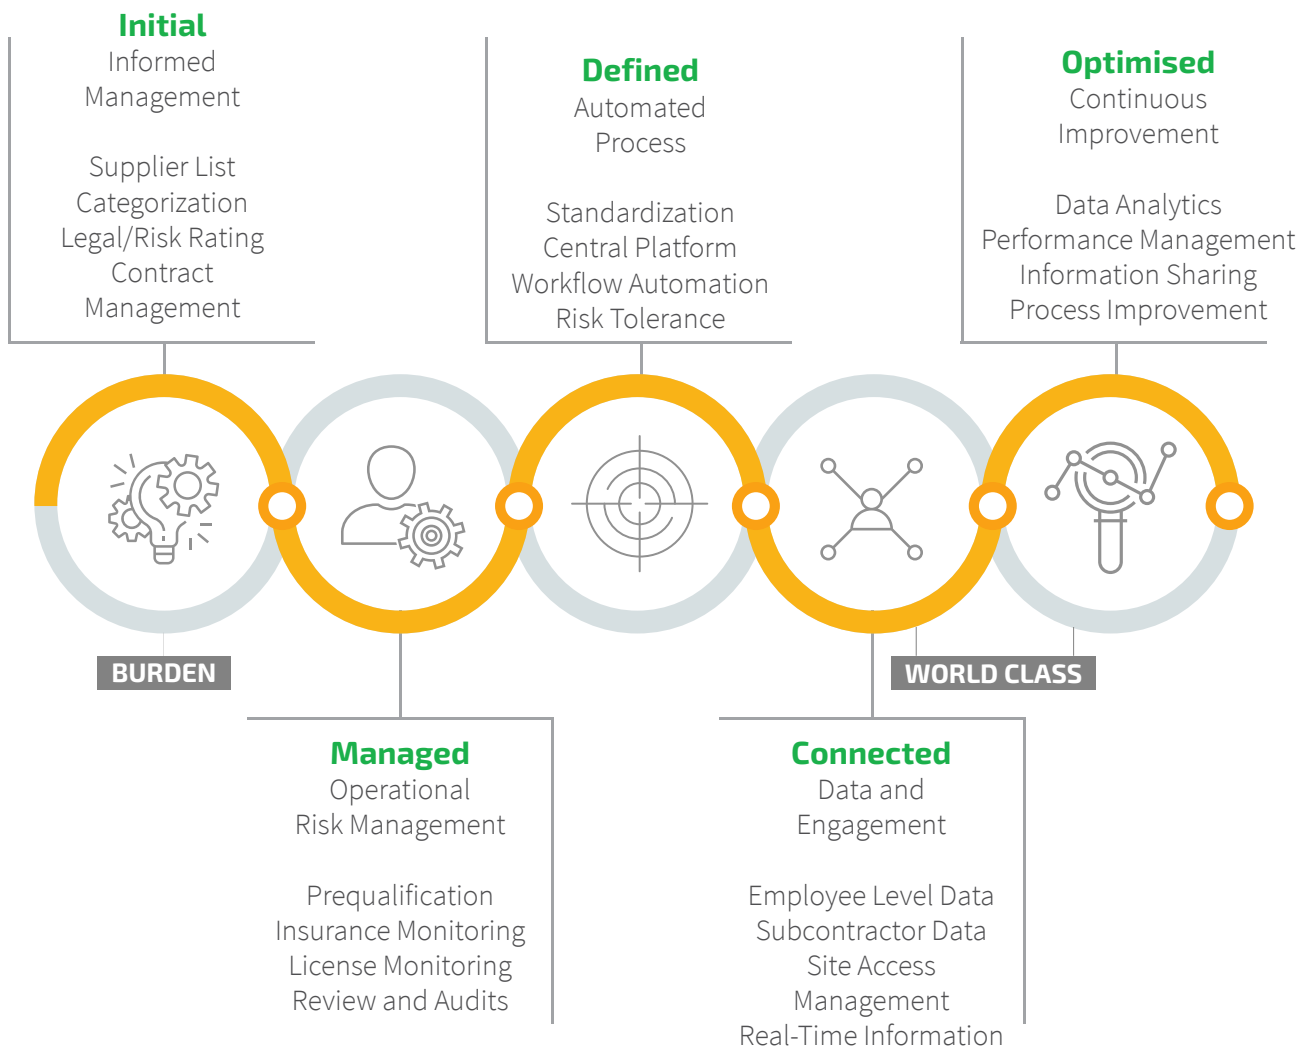 Initial
Informed
Management
Supplier List
Categorization
Legal/Risk Rating
Contract
Management
Defined
Automated
Process
Standardization
Central Platform
Workflow Automation
Risk Tolerance
Optimised
Continuous
Improvement
Data Analytics
Performance Management
Information Sharing
Process Improvement
BURDEN
WORLD CLASS
Managed
Operational
Risk Management
Prequalification
Insurance Monitoring
License Monitoring
Review and Audits
Connected
Data and
Engagement
Employee Level Data
Subcontractor Data
Site Access
Management
Real-Time Information